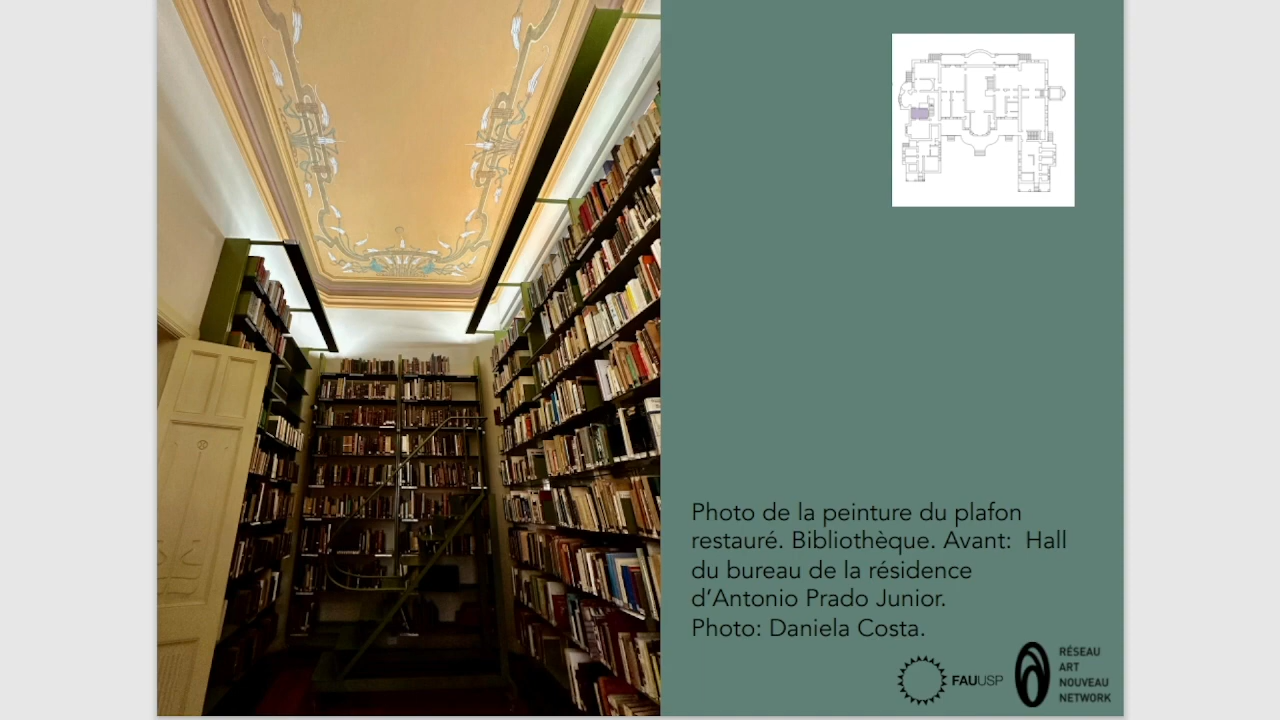 Photo de la peinture du plafon
restauré. Bibliothèque. Avant:  Hall
du bureau de la résidence
d’Antonio Prado Junior.
Photo: Daniela Costa.
FAUUSP
RÉSEAU
ART
NOUVEAU
NETWORK